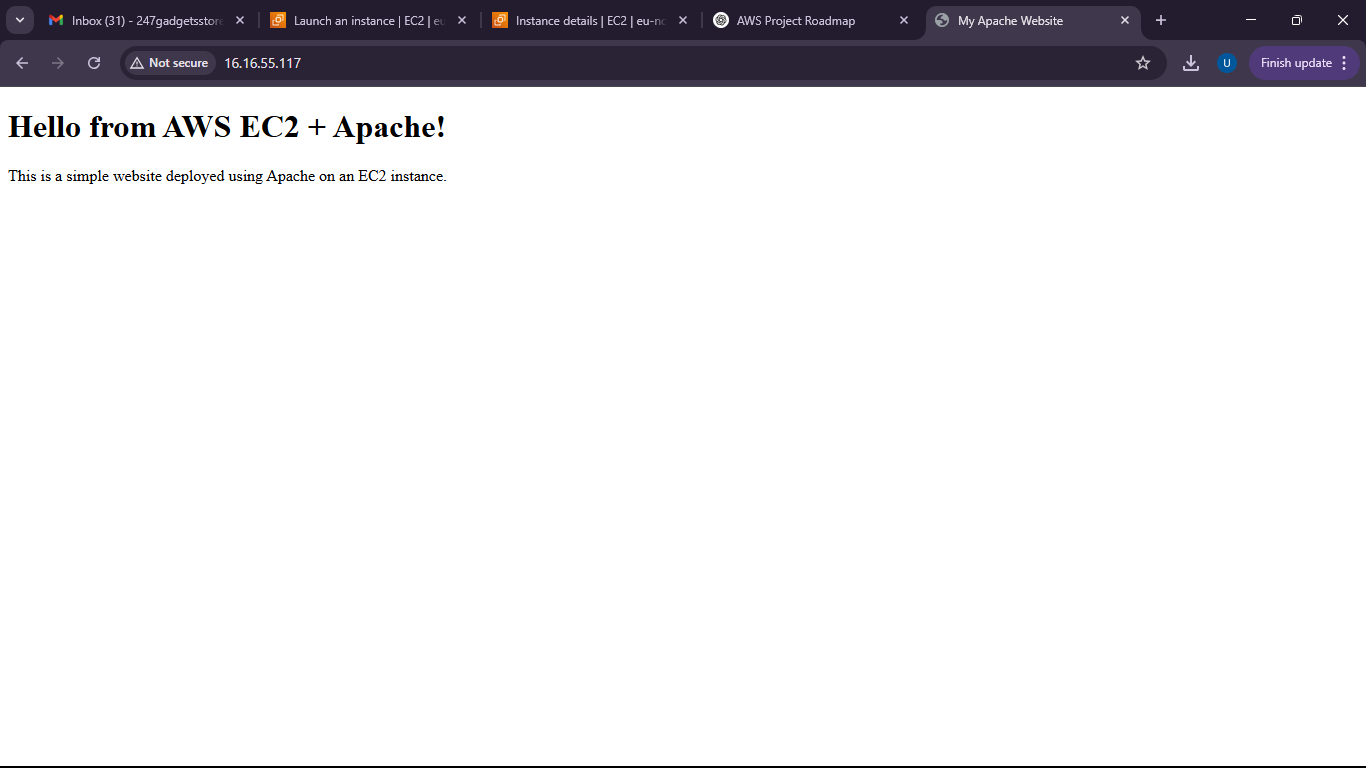 Inbox (31) - 247gadgetsstore
Launch an instance | EC2 | eu
Instance details | EC2 | eu-no
AWS Project Roadmap
My Apache Website
Not secure
16.16.55.117
U
Finish update
Hello from AWS EC2 + Apache!
This is a simple website deployed using Apache on an EC2 instance.